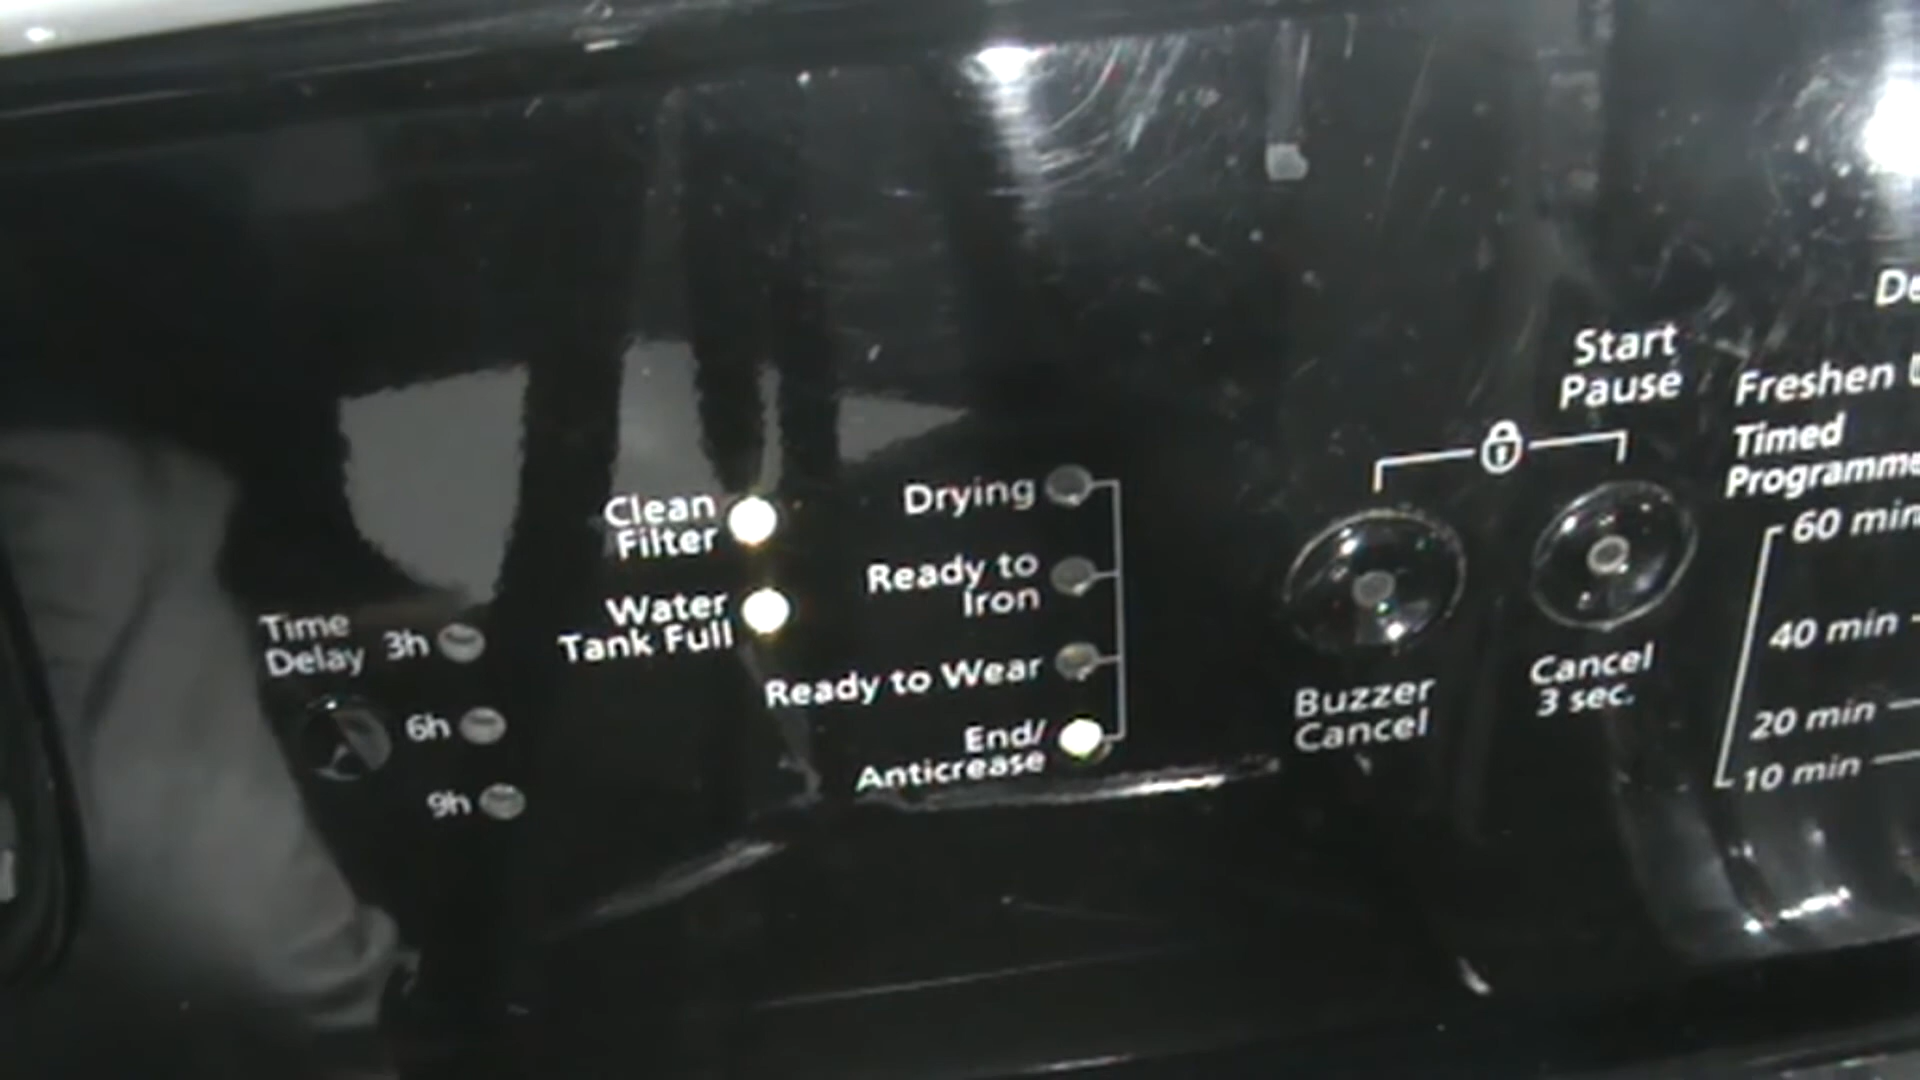 Time
Delay
3h
6h
9h
Clean
Filter
Water
Tank Full
Drying
Ready to
Iron
Ready to Wear
End/
Anticrease
Buzzer
Cancel
Start
Pause
Cancel
3 sec.
Freshen
Timed
60 min
40 min
20 min
10 min